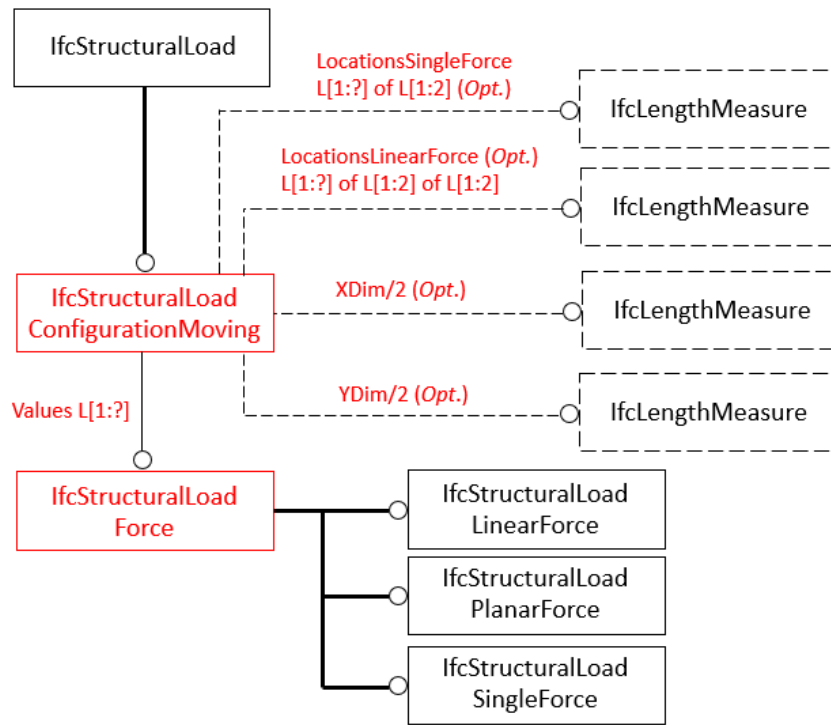 IfcStructuralLoad
LocationsSingleForce
L[1:?] of L[1:2] (Opt.)
IfcLengthMeasure
LocationsLinearForce (Opt.)
L[1:?] of L[1:2] of L[1:2]
IfcLengthMeasure
IfcStructuralLoad
ConfigurationMoving
XDim/2 (Opt.)
IfcLengthMeasure
YDim/2 (Opt.)
IfcLengthMeasure
Values L[1:?]
IfcStructuralLoad
Force
IfcStructuralLoad
LinearForce
IfcStructuralLoad
PlanarForce
IfcStructuralLoad
SingleForce